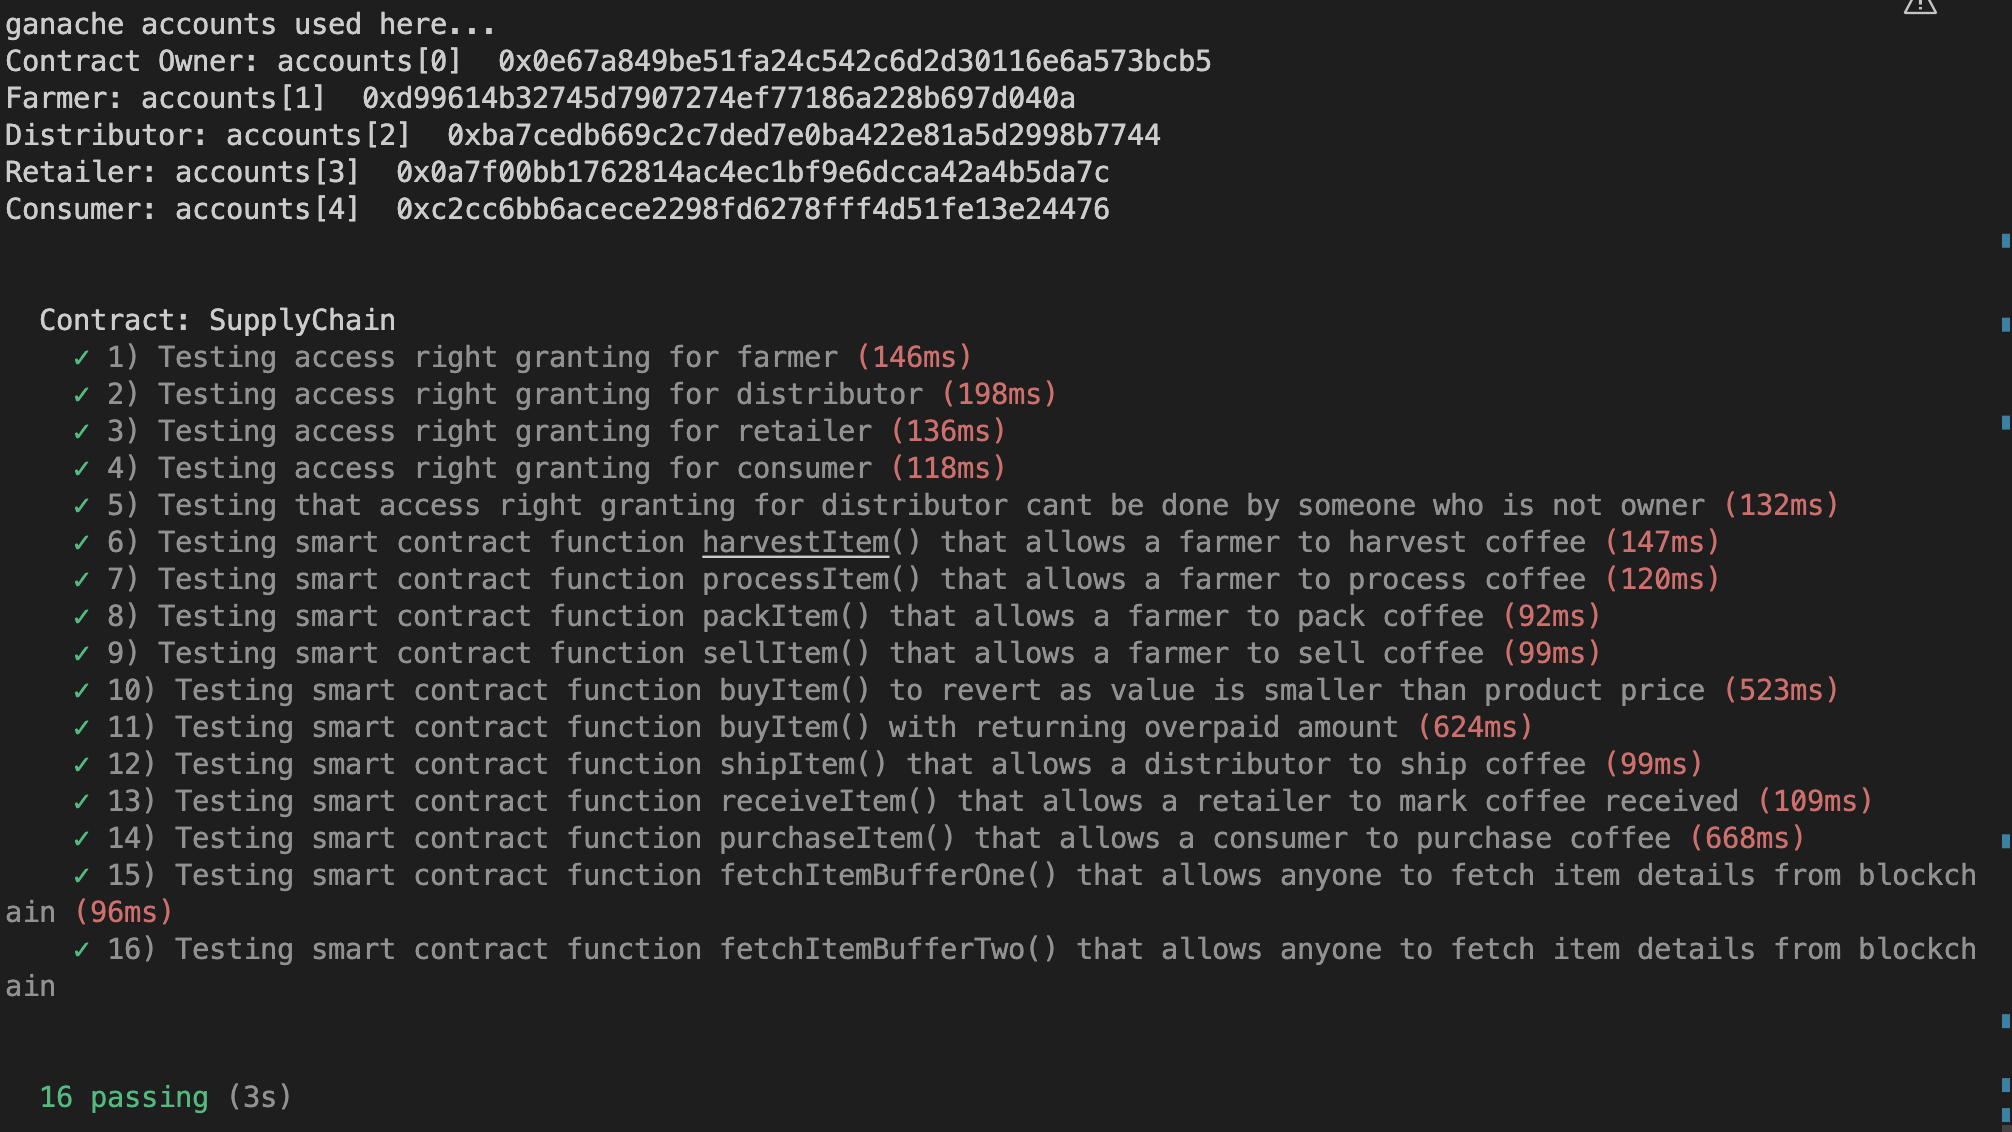 ganache accounts used here...
Contract Owner: accounts[0]  0x0e67a849be51fa24c542c6d2d30116e6a573bcb5
Farmer: accounts[1]  0xd99614b32745d7907274ef77186a228b697d040a
Distributor: accounts[2]  0xba7cedb669c2c7ded7e0ba422e81a5d2998b7744
Retailer: accounts[3]  0x0a7f00bb1762814ac4ec1bf9e6dcca42a4b5da7c
Consumer: accounts[4]  0xc2cc6bb6acece2298fd6278fff4d51fe13e24476
Contract: SupplyChain
✓ 1) Testing access right granting for farmer (146ms)
✓ 2) Testing access right granting for distributor (198ms)
✓ 3) Testing access right granting for retailer (136ms)
✓ 4) Testing access right granting for consumer (118ms)
✓ 5) Testing that access right granting for distributor cant be done by someone who is not owner (132ms)
✓ 6) Testing smart contract function harvestItem() that allows a farmer to harvest coffee (147ms)
✓ 7) Testing smart contract function processItem() that allows a farmer to process coffee (120ms)
✓ 8) Testing smart contract function packItem() that allows a farmer to pack coffee (92ms)
✓ 9) Testing smart contract function sellItem() that allows a farmer to sell coffee (99ms)
✓ 10) Testing smart contract function buyItem() to revert as value is smaller than product price (523ms)
✓ 11) Testing smart contract function buyItem() with returning overpaid amount (624ms)
✓ 12) Testing smart contract function shipItem() that allows a distributor to ship coffee (99ms)
✓ 13) Testing smart contract function receiveItem() that allows a retailer to mark coffee received (109ms)
✓ 14) Testing smart contract function purchaseItem() that allows a consumer to purchase coffee (668ms)
✓ 15) Testing smart contract function fetchItemBufferOne() that allows anyone to fetch item details from blockch
ain (96ms)
✓ 16) Testing smart contract function fetchItemBufferTwo() that allows anyone to fetch item details from blockch
ain
16 passing (3s)